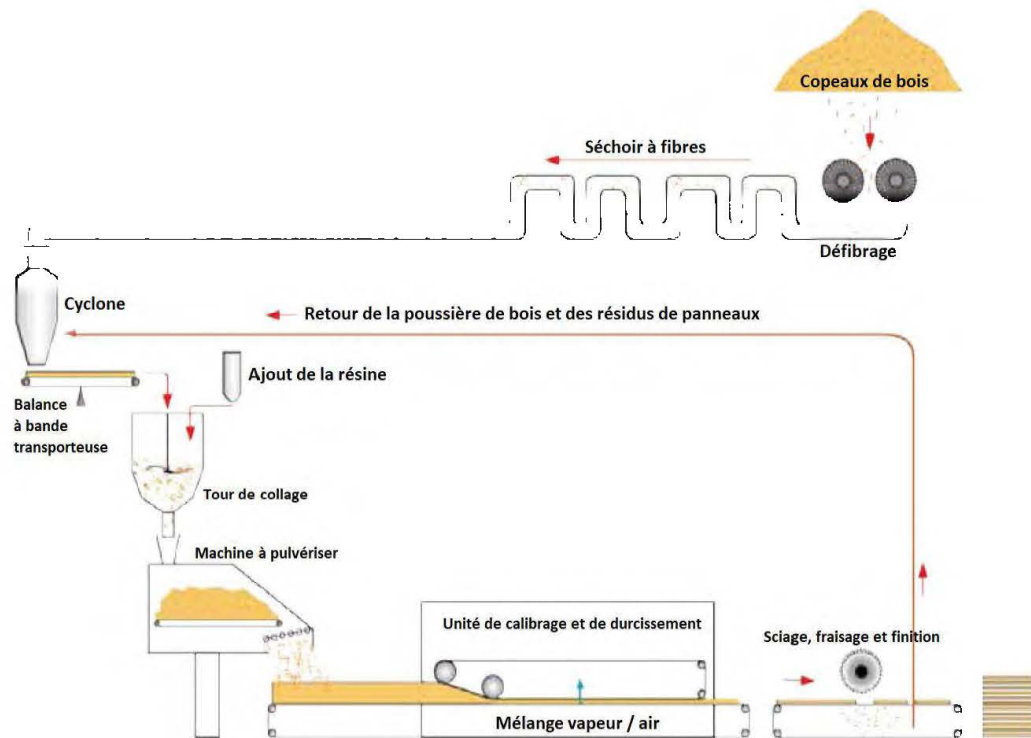 Copeaux de bois
Séchoir à fibres
Défibrage
Cyclone
Retour de la poussière de bois et des résidus de panneaux
Ajout de la résine
Balance
à bande
transporteuse
Tour de collage
Machine à pulvériser
Unité de calibrage et de durcissement
Sciage, fraisage et finition
Mélange vapeur / air